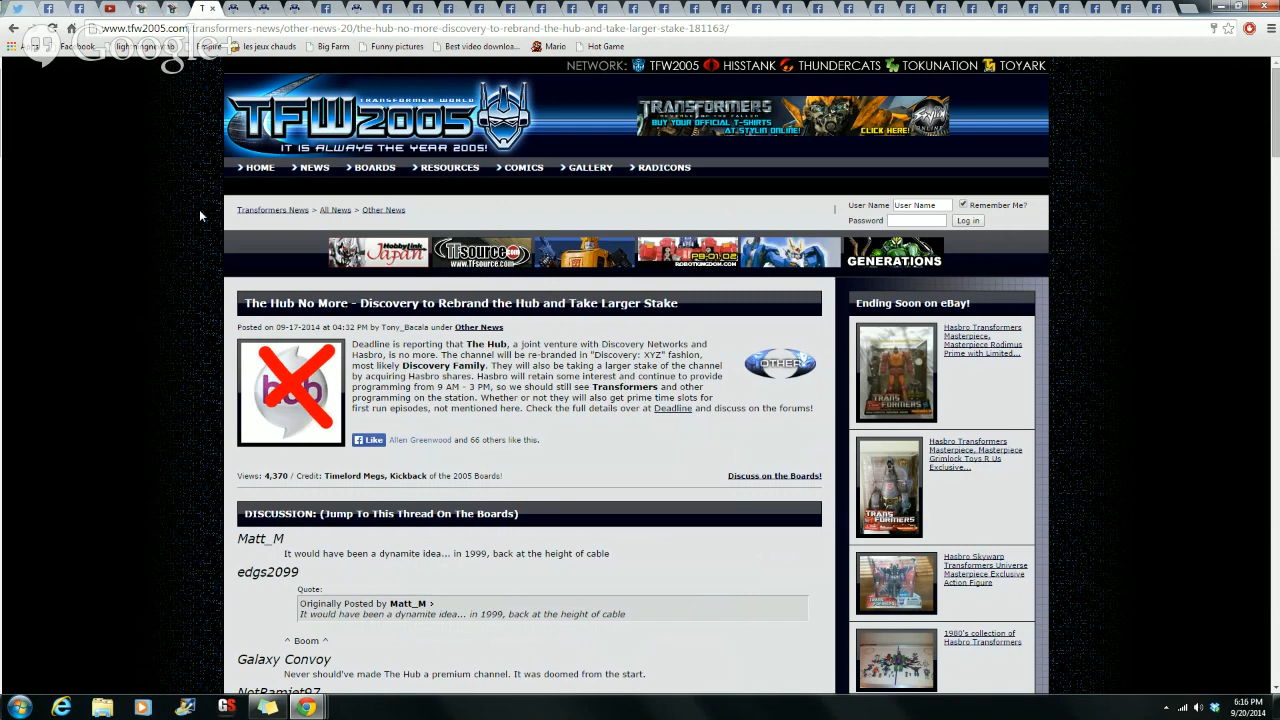 www.tfw2005.com/transformers-news/other-news-20/the-hub-no-more-discovery-to-rebrand-the-hub-and-take-larger-stake-181163/
Google+
Facebook
Empire
les jeux chauds
Big Farm
Funny pictures
Best video downloa...
Mario
Hot Game
NETWORK: TFW2005 HISSTANK THUNDERCATS TOKUNATION TOYARK
TRANSFORMER WORLD
TFW2005
IT IS ALWAYS THE YEAR 2005!
TRANSFORMERS
BUY YOUR OFFICIAL T-SHIRTS
AT STYLIN ONLINE!
CLICK HERE!
HOME
NEWS
BOARDS
RESOURCES
COMICS
GALLERY
RADICONS
Transformers News > All News > Other News
User Name User Name Remember Me?
Password Log in
HobbyLink Japan
TFsource.com
www.TFsource.com
ROBOTKINGDOM.COM
GENERATIONS
The Hub No More - Discovery to Rebrand the Hub and Take Larger Stake
Posted on 09-17-2014 at 04:32 PM by Tony_Bacala under Other News
hub
Deadline is reporting that The Hub, a joint venture with Discovery Networks and
Hasbro, is no more. The channel will be re-branded in "Discovery: XYZ" fashion,
most likely Discovery Family. They will also be taking a larger stake of the channel
by acquiring Hasbro shares. Hasbro will retain some interest and continue to provide
programming from 9 AM - 3 PM, so we should still see Transformers and other
programming on the station. Whether or not they will also get prime time slots for
first run episodes, not mentioned here. Check the full details over at Deadline and discuss on the forums!
OTHER
Like Allen Greenwood and 66 others like this.
Views: 4,370 / Credit: Timelord Megs, Kickback of the 2005 Boards!
Discuss on the Boards!
DISCUSSION: (Jump To This Thread On The Boards)
Matt_M
It would have been a dynamite idea... in 1999, back at the height of cable
edgs2099
Quote:
Originally Posted by Matt_M ›
It would have been a dynamite idea... in 1999, back at the height of cable
^ Boom ^
Galaxy Convoy
Never should've made The Hub a premium channel. It was doomed from the start.
NotRamjet97
Ending Soon on eBay!
Hasbro Transformers
Masterpiece,
Masterpiece Rodimus
Prime with Limited...
Hasbro Transformers
Masterpiece, Masterpiece
Grimlock Toys R Us
Exclusive...
Hasbro Skywarp
Transformers Universe
Masterpiece Exclusive
Action Figure
1980's collection of
Hasbro Transformers
6:16 PM
9/20/2014